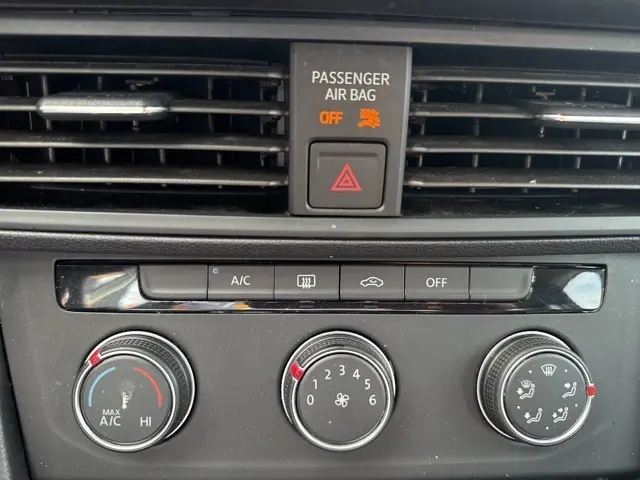 PASSENGER
AIR BAG
OFF
A/C
OFF
MAX
A/C
HI
0 1 2 3 4 5 6